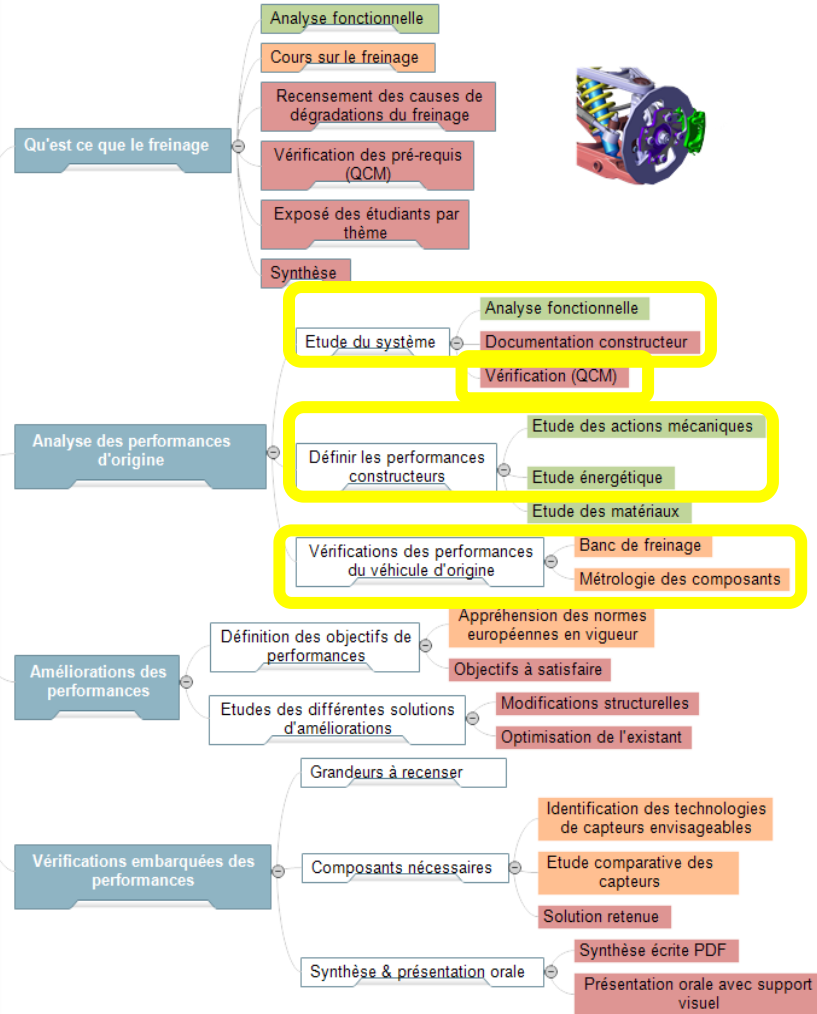 Analyse fonctionnelle
Cours sur le freinage
Recensement des causes de
dégradations du freinage
Qu'est ce que le freinage
Vérification des pré-requis
(QCM)
Exposé des étudiants par
thème
Synthèse
Analyse fonctionnelle
Etude du système
Documentation constructeur
Vérification (QCM)
Etude des actions mécaniques
Analyse des performances
d'origine
Définir les performances
constructeurs
Etude énergétique
Etude des matériaux
Vérifications des performances
du véhicule d'origine
Banc de freinage
Métrologie des composants
Appréhension des normes
européennes en vigueur
Définition des objectifs de
performances
Objectifs à satisfaire
Améliorations des
performances
Etudes des différentes solutions
d'améliorations
Modifications structurelles
Optimisation de l'existant
Grandeurs à recenser
Identification des technologies
de capteurs envisageables
Vérifications embarquées des
performances
Composants nécessaires
Etude comparative des
capteurs
Solution retenue
Synthèse écrite PDF
Synthèse & présentation orale
Présentation orale avec support
visuel